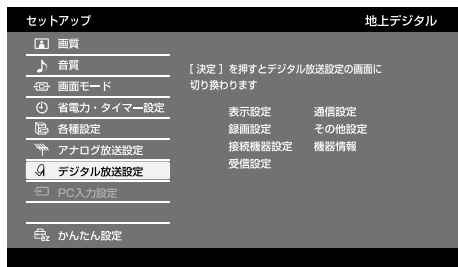 セットアップ 地上デジタル
画質
音質
画面モード
省電力・タイマー設定
各種設定
アナログ放送設定
デジタル放送設定
PC入力設定
かんたん設定
[ 決定 ] を押すとデジタル放送設定の画面に
切り換わります
表示設定 通信設定
録画設定 その他設定
接続機器設定 機器情報
受信設定